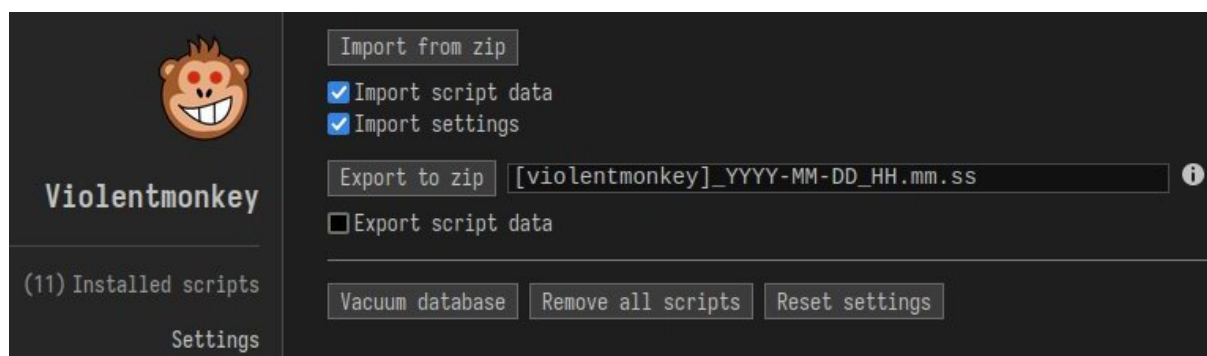 Violentmonkey
(11) Installed scripts
Settings
Import from zip
Import script data
Import settings
Export to zip [violentmonkey]_YYYY-MM-DD_HH.mm.ss
Export script data
Vacuum database Remove all scripts Reset settings